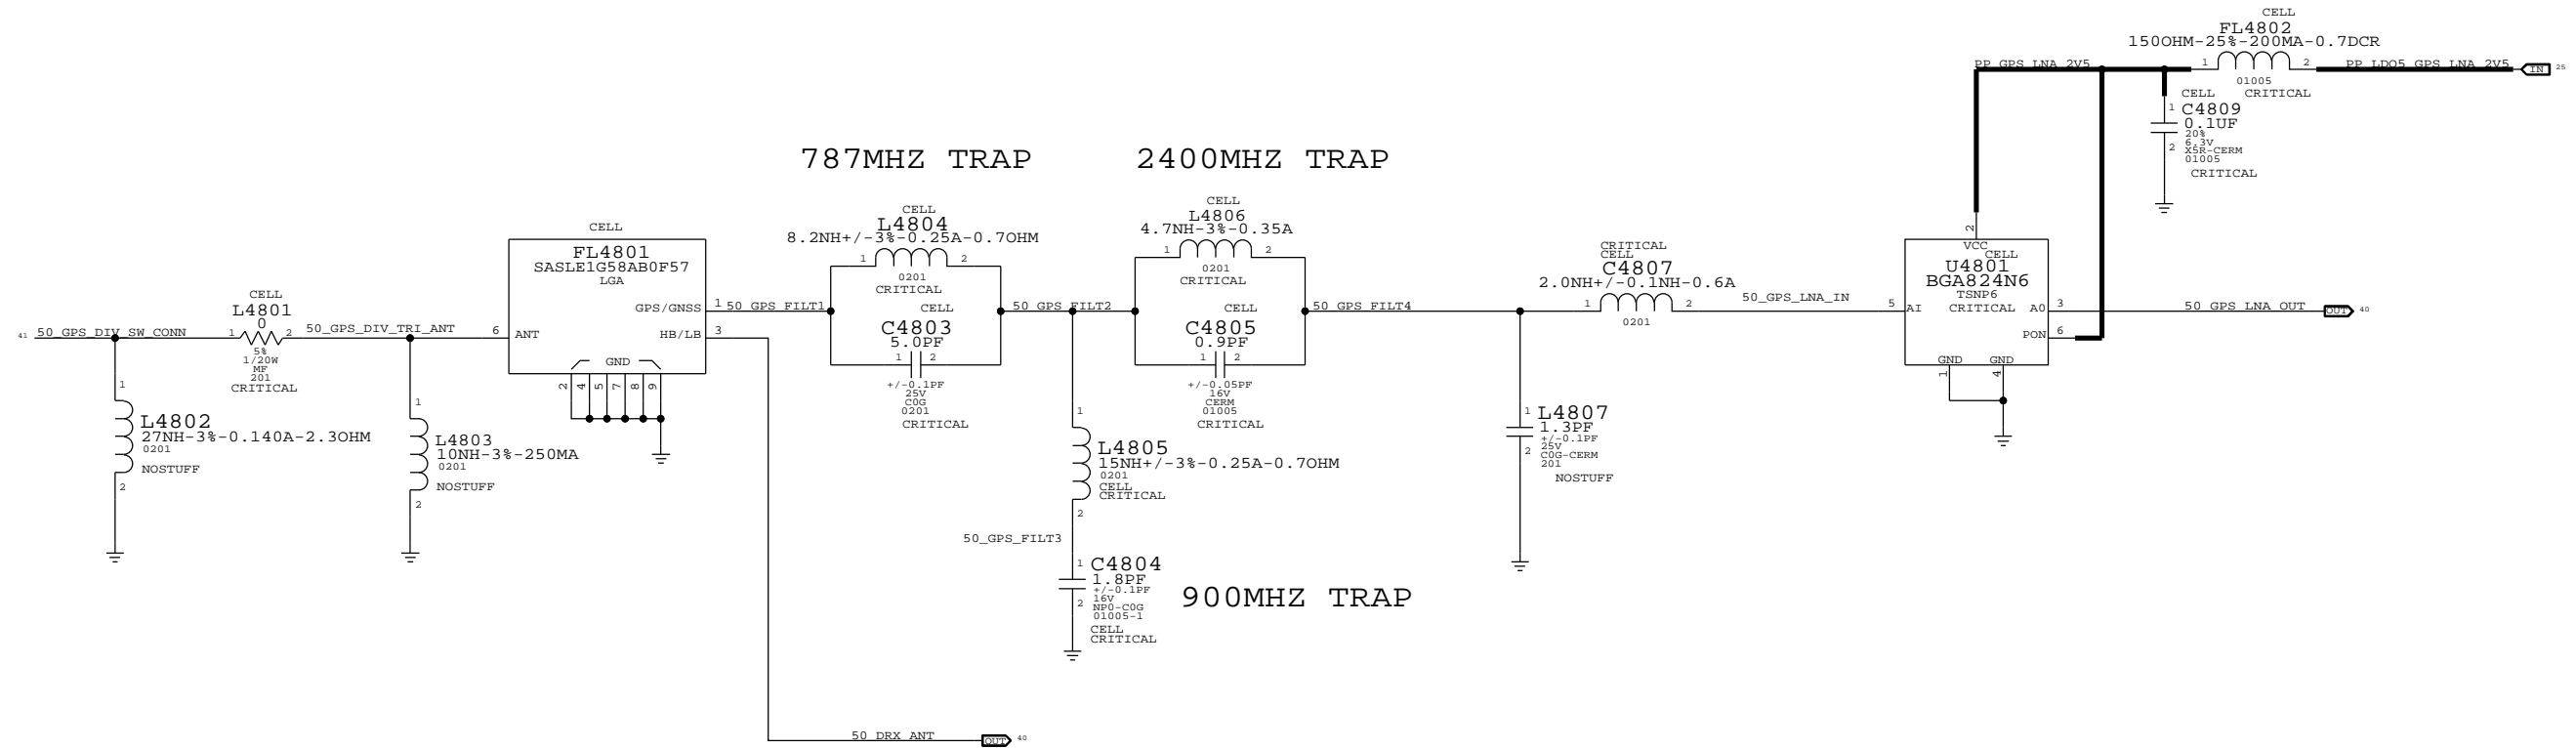 CELL
FL4802
150OHM-25%-200MA-0.7DCR
PP_GPS_LNA_2V5
1
2
PP_LDO5_GPS_LNA_2V5
IN
25
01005
CRITICAL
CELL
1
C4809
0.1UF
20%
6.3V
2
X5R-CERM
01005
CRITICAL
787MHZ TRAP
2400MHZ TRAP
CELL
L4804
8.2NH+/-3%-0.25A-0.7OHM
1
2
0201
CRITICAL
CELL
C4803
5.0PF
1
2
+/-0.1PF
25V
C0G
0201
CRITICAL
CELL
L4806
4.7NH-3%-0.35A
1
2
0201
CRITICAL
CELL
C4805
0.9PF
1
2
+/-0.05PF
16V
CERM
01005
CRITICAL
CELL
FL4801
SASLE1G58AB0F57
LGA
GPS/GNSS
1
50_GPS_FILT1
HB/LB
3
6
ANT
GND
2
4
5
7
8
9
41
50_GPS_DIV_SW_CONN
CELL
L4801
0
1
2
5%
1/20W
MF
201
CRITICAL
50_GPS_DIV_TRI_ANT
1
L4802
27NH-3%-0.140A-2.3OHM
0201
NOSTUFF
2
1
L4803
10NH-3%-250MA
0201
NOSTUFF
2
50_GPS_FILT2
1
L4805
15NH+/-3%-0.25A-0.7OHM
0201
CELL
CRITICAL
2
50_GPS_FILT3
1
C4804
1.8PF
+/-0.1PF
16V
2
NP0-C0G
01005-1
CELL
CRITICAL
900MHZ TRAP
50_GPS_FILT4
CRITICAL
CELL
C4807
2.0NH+/-0.1NH-0.6A
1
2
0201
50_GPS_LNA_IN
1
L4807
1.3PF
+/-0.1PF
25V
2
C0G-CERM
201
NOSTUFF
2
VCC
CELL
U4801
BGA824N6
TSNP6
5
AI
CRITICAL
A0
3
PON
6
GND
GND
1
4
50_GPS_LNA_OUT
OUT
40
50_DRX_ANT
OUT
40